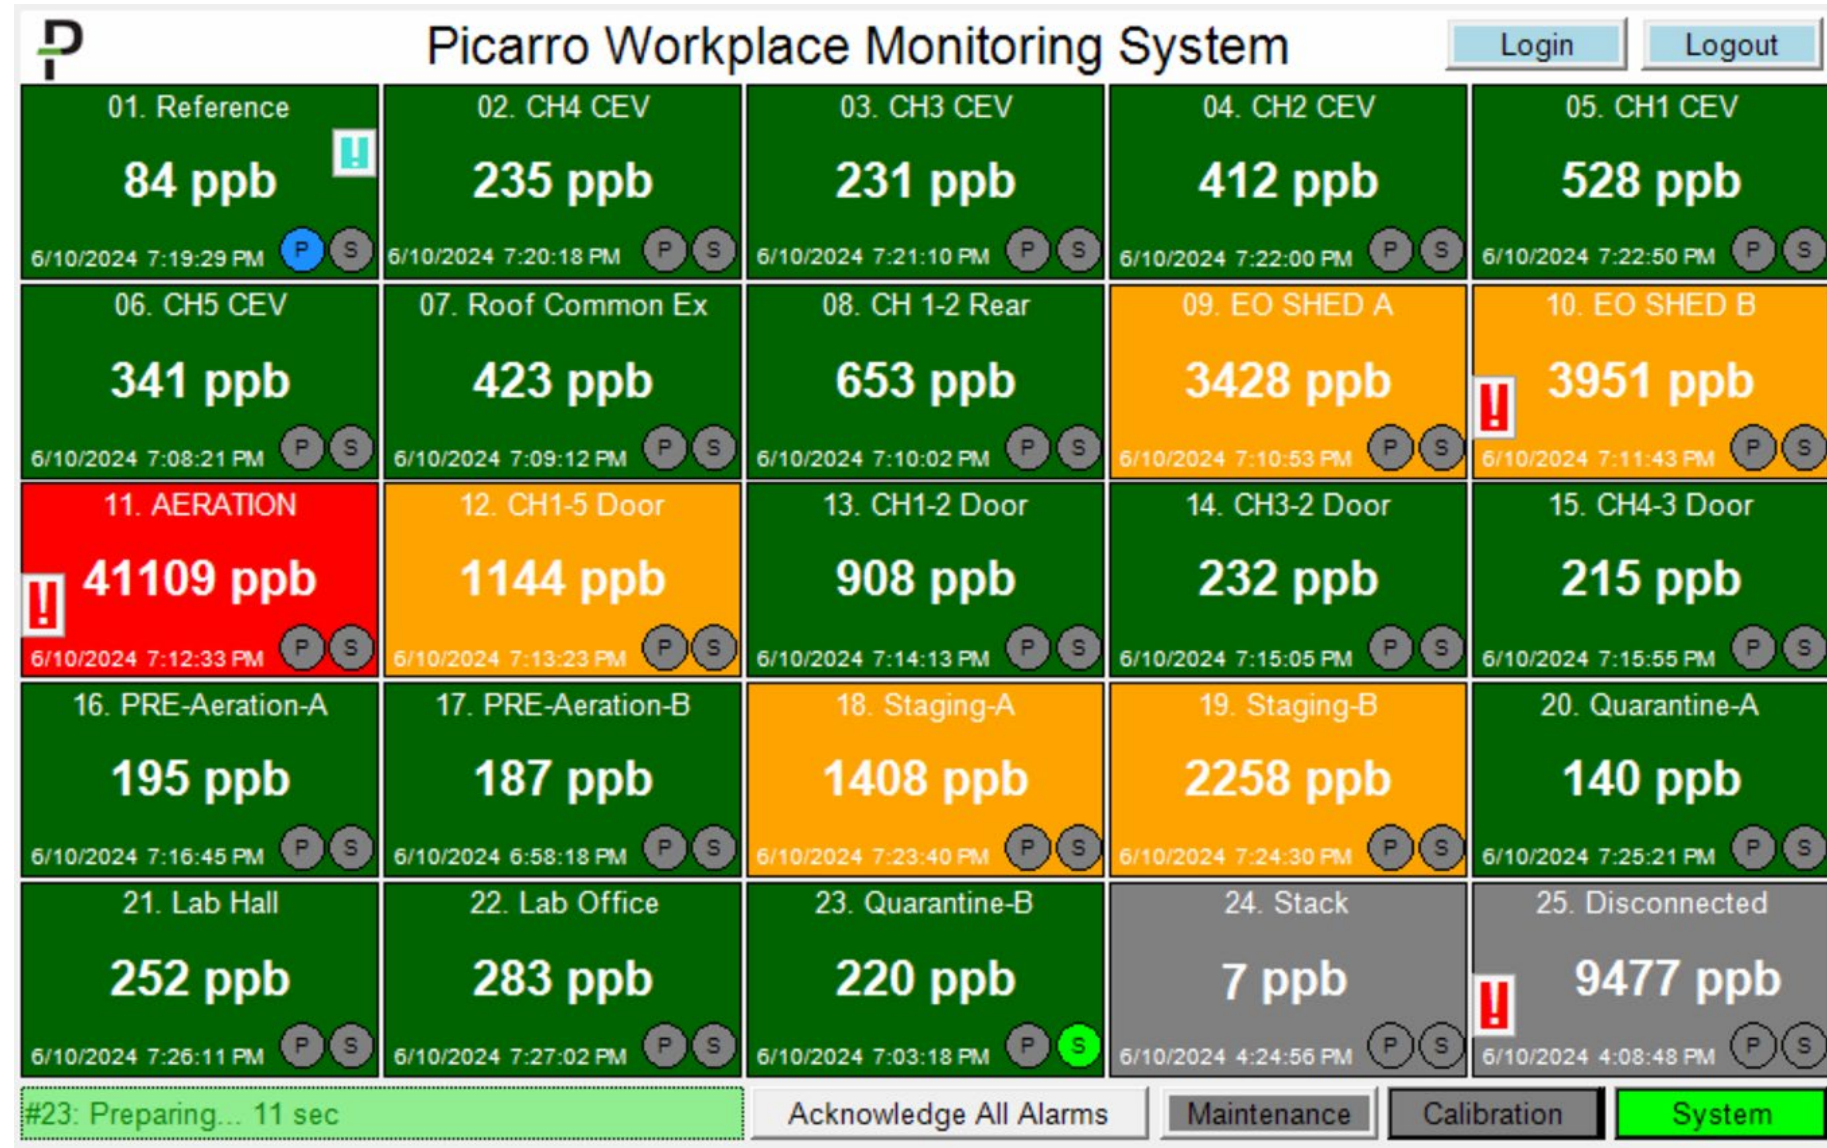 Picarro Workplace Monitoring System
Login
Logout
01. Reference
84 ppb
6/10/2024 7:19:29 PM P S
02. CH4 CEV
235 ppb
6/10/2024 7:20:18 PM P S
03. CH3 CEV
231 ppb
6/10/2024 7:21:10 PM P S
04. CH2 CEV
412 ppb
6/10/2024 7:22:00 PM P S
05. CH1 CEV
528 ppb
6/10/2024 7:22:50 PM P S
06. CH5 CEV
341 ppb
6/10/2024 7:08:21 PM P S
07. Roof Common Ex
423 ppb
6/10/2024 7:09:12 PM P S
08. CH 1-2 Rear
653 ppb
6/10/2024 7:10:02 PM P S
09. EO SHED A
3428 ppb
6/10/2024 7:10:53 PM P S
10. EO SHED B
! 3951 ppb
6/10/2024 7:11:43 PM P S
11. AERATION
! 41109 ppb
6/10/2024 7:12:33 PM P S
12. CH1-5 Door
1144 ppb
6/10/2024 7:13:23 PM P S
13. CH1-2 Door
908 ppb
6/10/2024 7:14:13 PM P S
14. CH3-2 Door
232 ppb
6/10/2024 7:15:05 PM P S
15. CH4-3 Door
215 ppb
6/10/2024 7:15:55 PM P S
16. PRE-Aeration-A
195 ppb
6/10/2024 7:16:45 PM P S
17. PRE-Aeration-B
187 ppb
6/10/2024 6:58:18 PM P S
18. Staging-A
1408 ppb
6/10/2024 7:23:40 PM P S
19. Staging-B
2258 ppb
6/10/2024 7:24:30 PM P S
20. Quarantine-A
140 ppb
6/10/2024 7:25:21 PM P S
21. Lab Hall
252 ppb
6/10/2024 7:26:11 PM P S
22. Lab Office
283 ppb
6/10/2024 7:27:02 PM P S
23. Quarantine-B
220 ppb
6/10/2024 7:03:18 PM P S
24. Stack
7 ppb
6/10/2024 4:24:56 PM P S
25. Disconnected
! 9477 ppb
6/10/2024 4:08:48 PM P S
#23: Preparing... 11 sec
Acknowledge All Alarms
Maintenance
Calibration
System